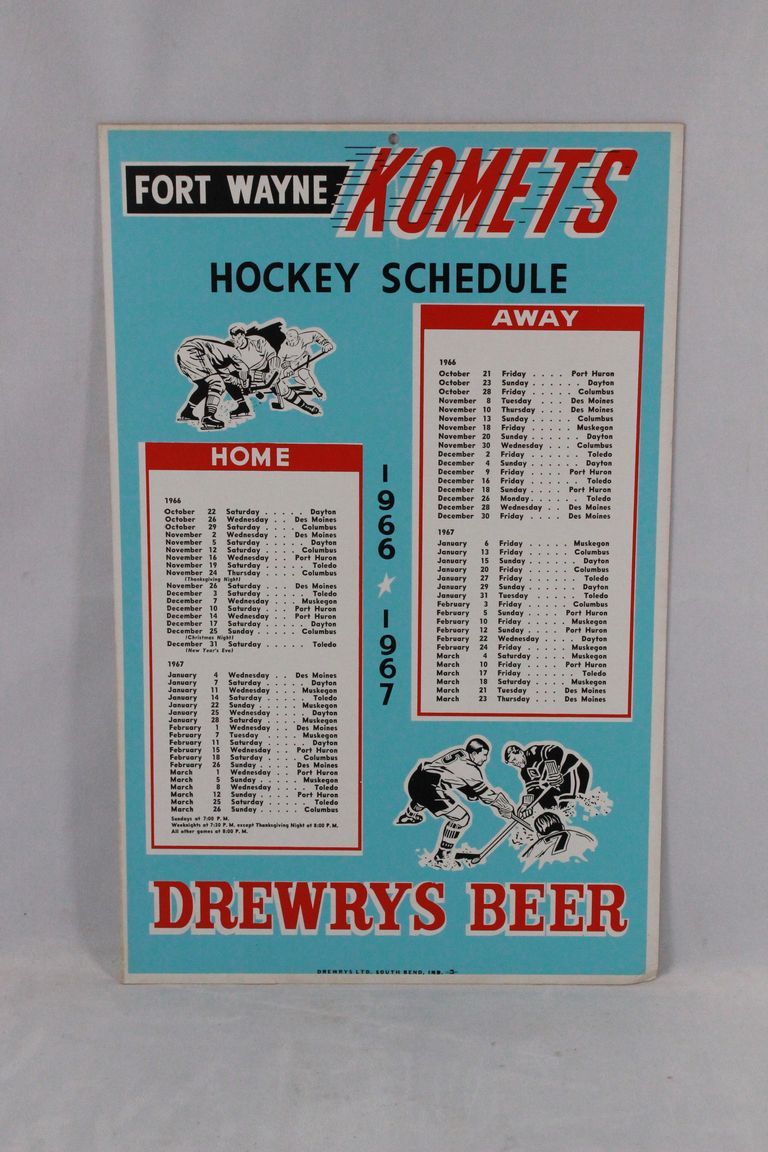 FORT WAYNE KOMETS
HOCKEY SCHEDULE
HOME
1966
October 22 Saturday . . . . . Dayton
October 26 Wednesday . . Des Moines
October 29 Saturday . . . . Columbus
November 2 Wednesday . . Des Moines
November 5 Saturday . . . . . Dayton
November 12 Saturday . . . . Columbus
November 16 Wednesday . . Port Huron
November 19 Saturday . . . . . Toledo
November 24 Thursday . . . . Columbus
(Thanksgiving Night)
November 26 Saturday . . . Des Moines
December 3 Saturday . . . . . Toledo
December 7 Wednesday . . . Muskegon
December 10 Saturday . . . Port Huron
December 14 Wednesday . . Port Huron
December 17 Saturday . . . . . Dayton
December 25 Sunday . . . . . Columbus
(Christmas Night)
December 31 Saturday . . . . . Toledo
(New Year's Eve)
1967
January 4 Wednesday . . Des Moines
January 7 Saturday . . . . . Dayton
January 11 Wednesday . . . Muskegon
January 14 Saturday . . . . . Toledo
January 22 Sunday . . . . . Muskegon
January 25 Wednesday . . . . Dayton
January 28 Saturday . . . . Muskegon
February 1 Wednesday . . Des Moines
February 7 Tuesday . . . . Muskegon
February 11 Saturday . . . . . Dayton
February 15 Wednesday . . Port Huron
February 18 Saturday . . . . Columbus
February 26 Sunday . . . . Des Moines
March 1 Wednesday . . Port Huron
March 5 Sunday . . . . . Muskegon
March 8 Wednesday . . . . Toledo
March 12 Sunday . . . . Port Huron
March 25 Saturday . . . . . Toledo
March 26 Sunday . . . . . Columbus
Sundays at 7:00 P. M.
Weeknights at 7:30 P. M. except Thanksgiving Night at 8:00 P. M.
All other games at 8:00 P. M.
1966 ★ 1967
AWAY
1966
October 21 Friday . . . . Port Huron
October 23 Sunday . . . . . . Dayton
October 28 Friday . . . . . Columbus
November 8 Tuesday . . . Des Moines
November 10 Thursday . . . Des Moines
November 13 Sunday . . . . . Columbus
November 18 Friday . . . . . Muskegon
November 20 Sunday . . . . . . Dayton
November 30 Wednesday . . . Columbus
December 2 Friday . . . . . . Toledo
December 4 Sunday . . . . . . Dayton
December 9 Friday . . . . Port Huron
December 16 Friday . . . . . . Toledo
December 18 Sunday . . . . Port Huron
December 26 Monday . . . . . . Toledo
December 28 Wednesday . . Des Moines
December 30 Friday . . . . Des Moines
1967
January 6 Friday . . . . . Muskegon
January 13 Friday . . . . . Columbus
January 15 Sunday . . . . . . Dayton
January 20 Friday . . . . . Columbus
January 27 Friday . . . . . . Toledo
January 29 Sunday . . . . . . Dayton
January 31 Tuesday . . . . . Toledo
February 3 Friday . . . . . Columbus
February 5 Sunday . . . . Port Huron
February 10 Friday . . . . . Muskegon
February 12 Sunday . . . . Port Huron
February 22 Wednesday . . . . Dayton
February 24 Friday . . . . . Muskegon
March 4 Saturday . . . . Muskegon
March 10 Friday . . . . Port Huron
March 17 Friday . . . . . . Toledo
March 18 Saturday . . . . Muskegon
March 21 Tuesday . . . Des Moines
March 23 Thursday . . . Des Moines
DREWRYS BEER
DREWRYS LTD. SOUTH BEND, IND. -3-